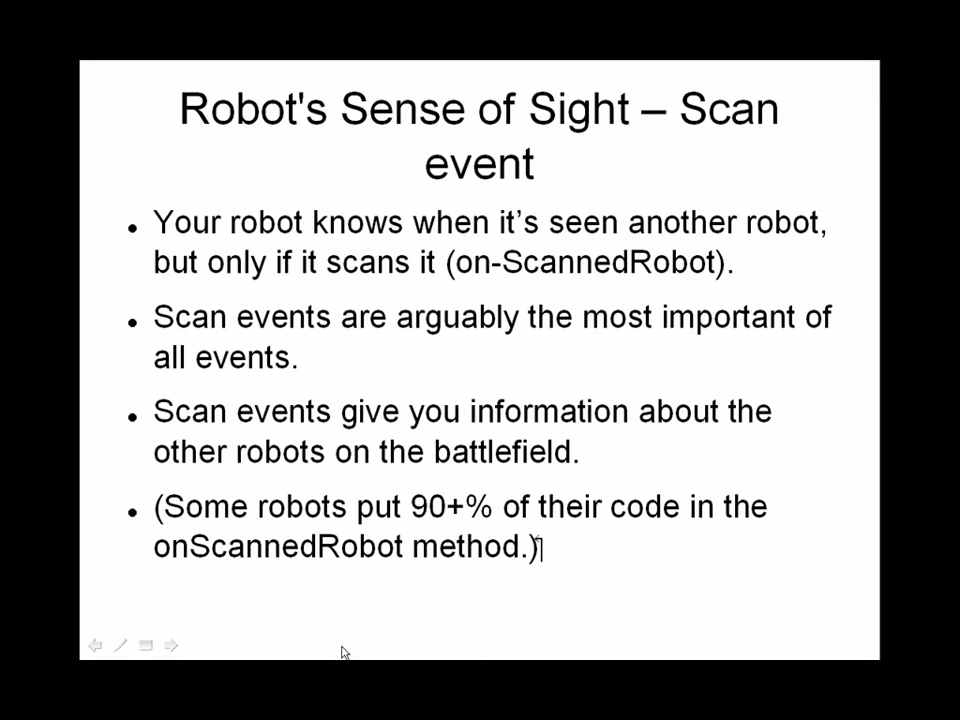 Robot's Sense of Sight – Scan
event
• Your robot knows when it’s seen another robot,
but only if it scans it (on-ScannedRobot).
• Scan events are arguably the most important of
all events.
• Scan events give you information about the
other robots on the battlefield.
• (Some robots put 90+% of their code in the
onScannedRobot method.)¶